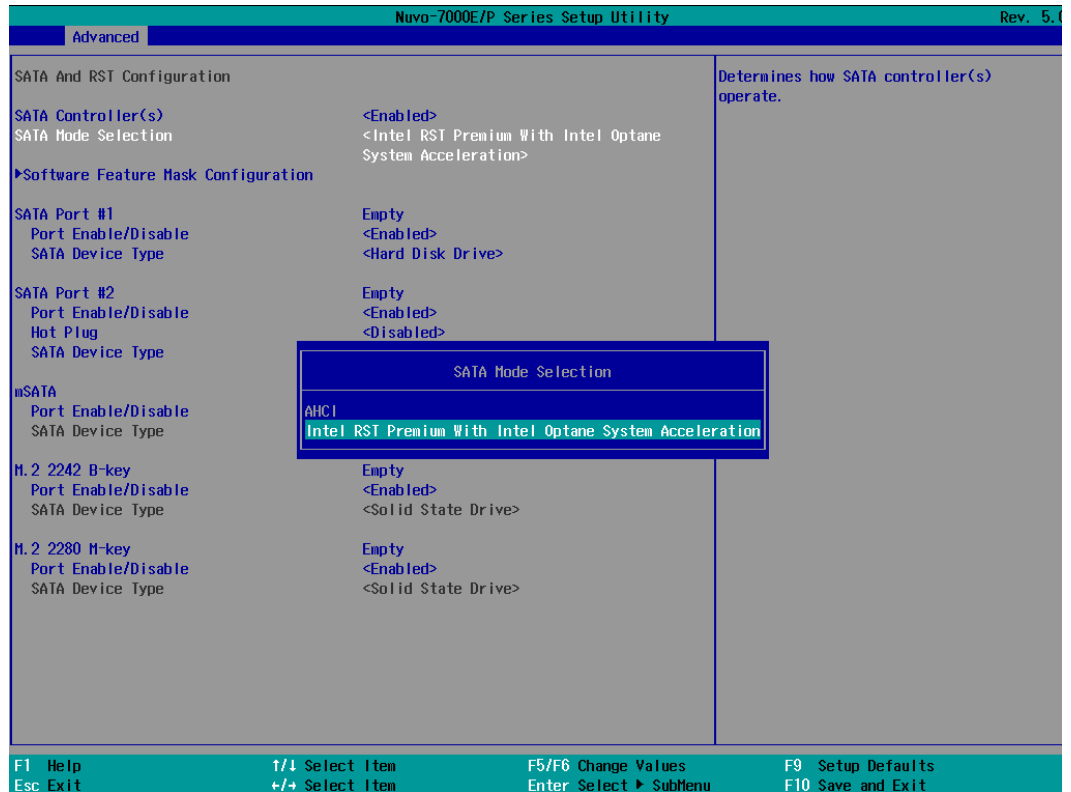 Nuvo-7000E/P Series Setup Utility Rev. 5.0
Advanced
SATA And RST Configuration
Determines how SATA controller(s)
operate.
SATA Controller(s) <Enabled>
SATA Mode Selection <Intel RST Premium With Intel Optane
System Acceleration>
▶Software Feature Mask Configuration
SATA Port #1 Empty
Port Enable/Disable <Enabled>
SATA Device Type <Hard Disk Drive>
SATA Port #2 Empty
Port Enable/Disable <Enabled>
Hot Plug <Disabled>
SATA Device Type
SATA Mode Selection
AHCI
Intel RST Premium With Intel Optane System Acceleration
mSATA
Port Enable/Disable
SATA Device Type
M.2 2242 B-key Empty
Port Enable/Disable <Enabled>
SATA Device Type <Solid State Drive>
M.2 2280 M-key Empty
Port Enable/Disable <Enabled>
SATA Device Type <Solid State Drive>
F1 Help ↑/↓ Select Item F5/F6 Change Values F9 Setup Defaults
Esc Exit ←/→ Select Item Enter Select ▶ SubMenu F10 Save and Exit